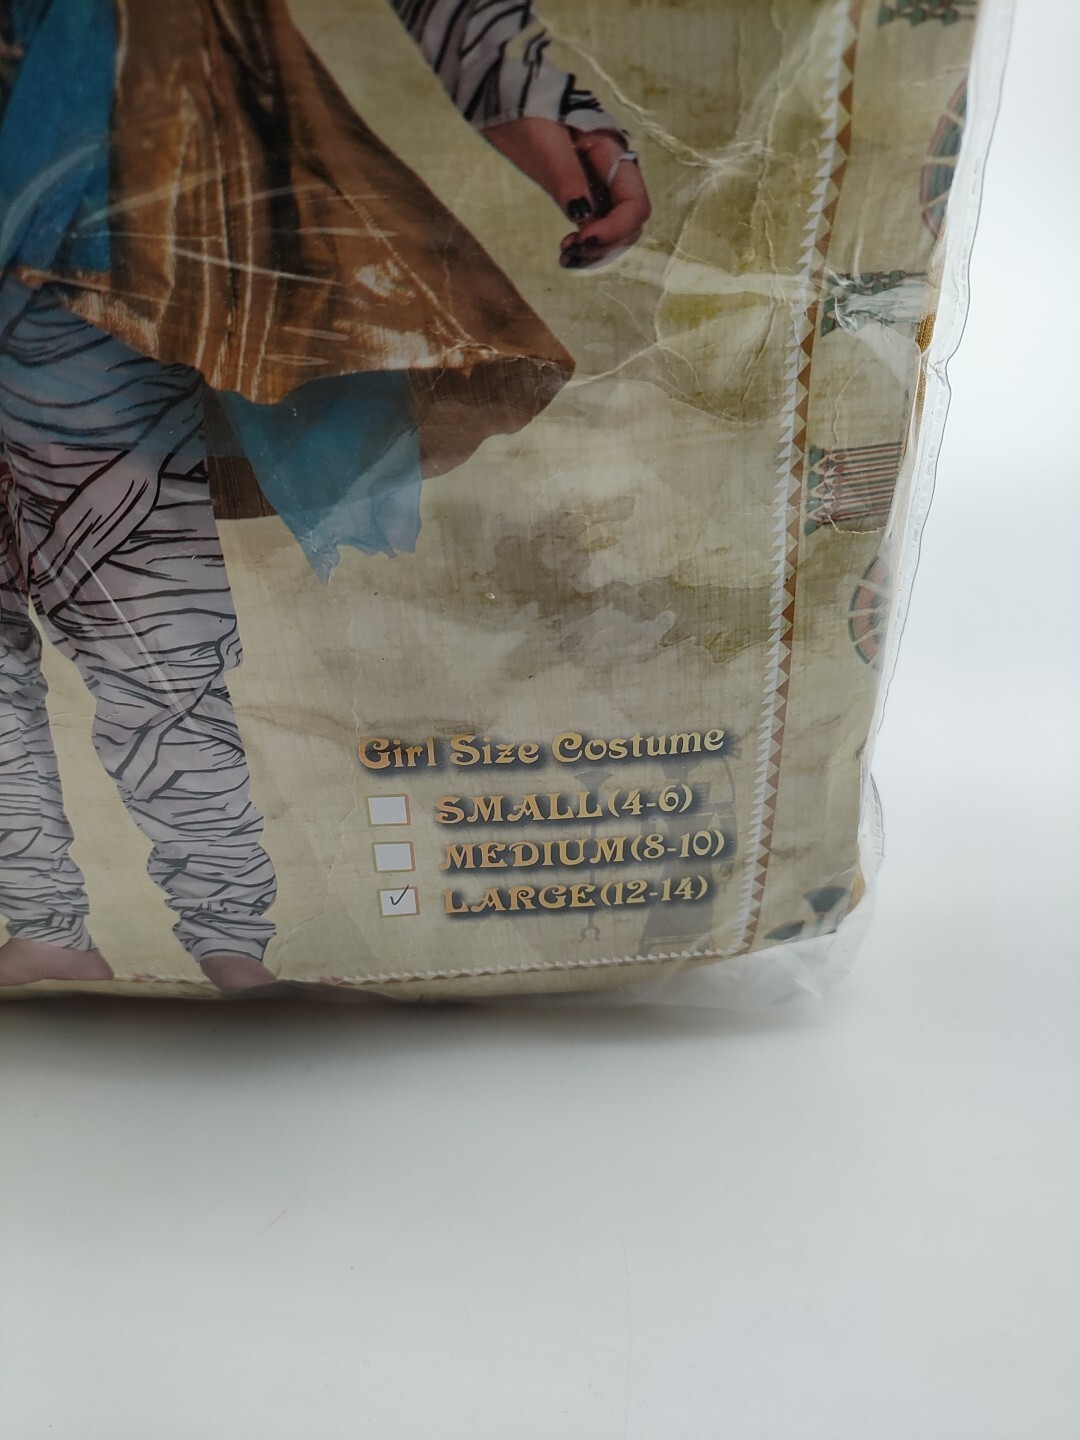 Girl Size Costume
SMALL(4-6)
MEDIUM(8-10)
LARGE(12-14)